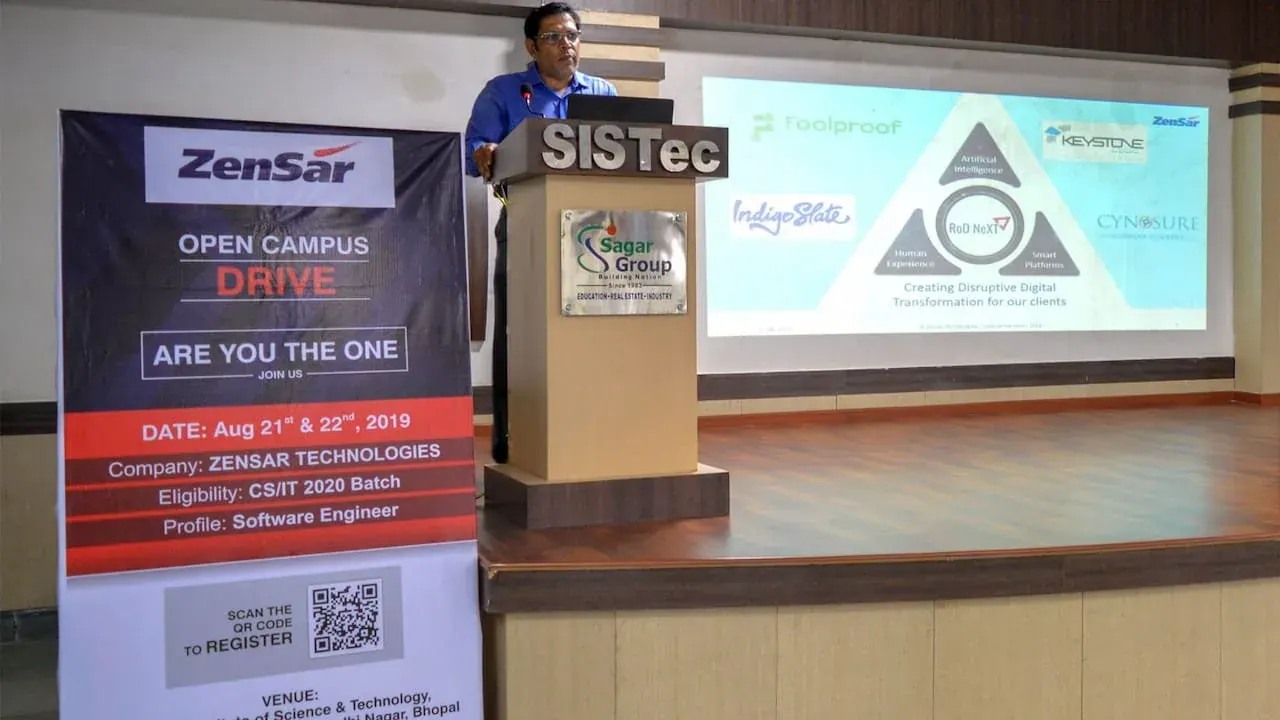 ZenSar
OPEN CAMPUS
DRIVE
ARE YOU THE ONE
JOIN US
DATE: Aug 21st & 22nd, 2019
Company: ZENSAR TECHNOLOGIES
Eligibility: CS/IT 2020 Batch
Profile: Software Engineer
SCAN THE
QR CODE
TO REGISTER
VENUE:
of Science & Technology,
Nagar, Bhopal
SISTec
Sagar
Group
Building Nation
Since 1983
EDUCATION•REAL ESTATE•INDUSTRY
Foolproof
IndigoSlate
Artificial
Intelligence
RoD NeXT
Human
Experience
Smart
Platforms
Creating Disruptive Digital
Transformation for our clients
ZenSar
KEYSTONE
CYNOSURE